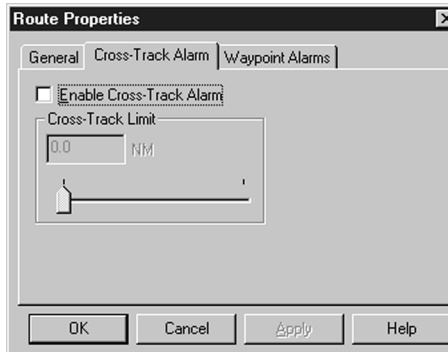 Route Properties
General Cross-Track Alarm Waypoint Alarms
Enable Cross-Track Alarm
Cross-Track Limit
0.0 NM
OK Cancel Apply Help